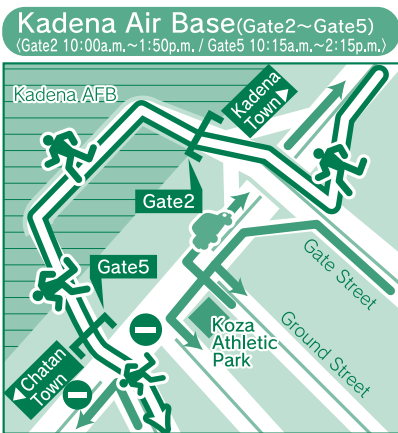 Kadena Air Base(Gate2～Gate5)
〈Gate2 10:00a.m.～1:50p.m. / Gate5 10:15a.m.～2:15p.m.〉
Kadena AFB
Kadena
Town▶
Gate2
Gate5
Gate Street
Koza
Athletic
Park
Ground Street
◀Chatan
Town